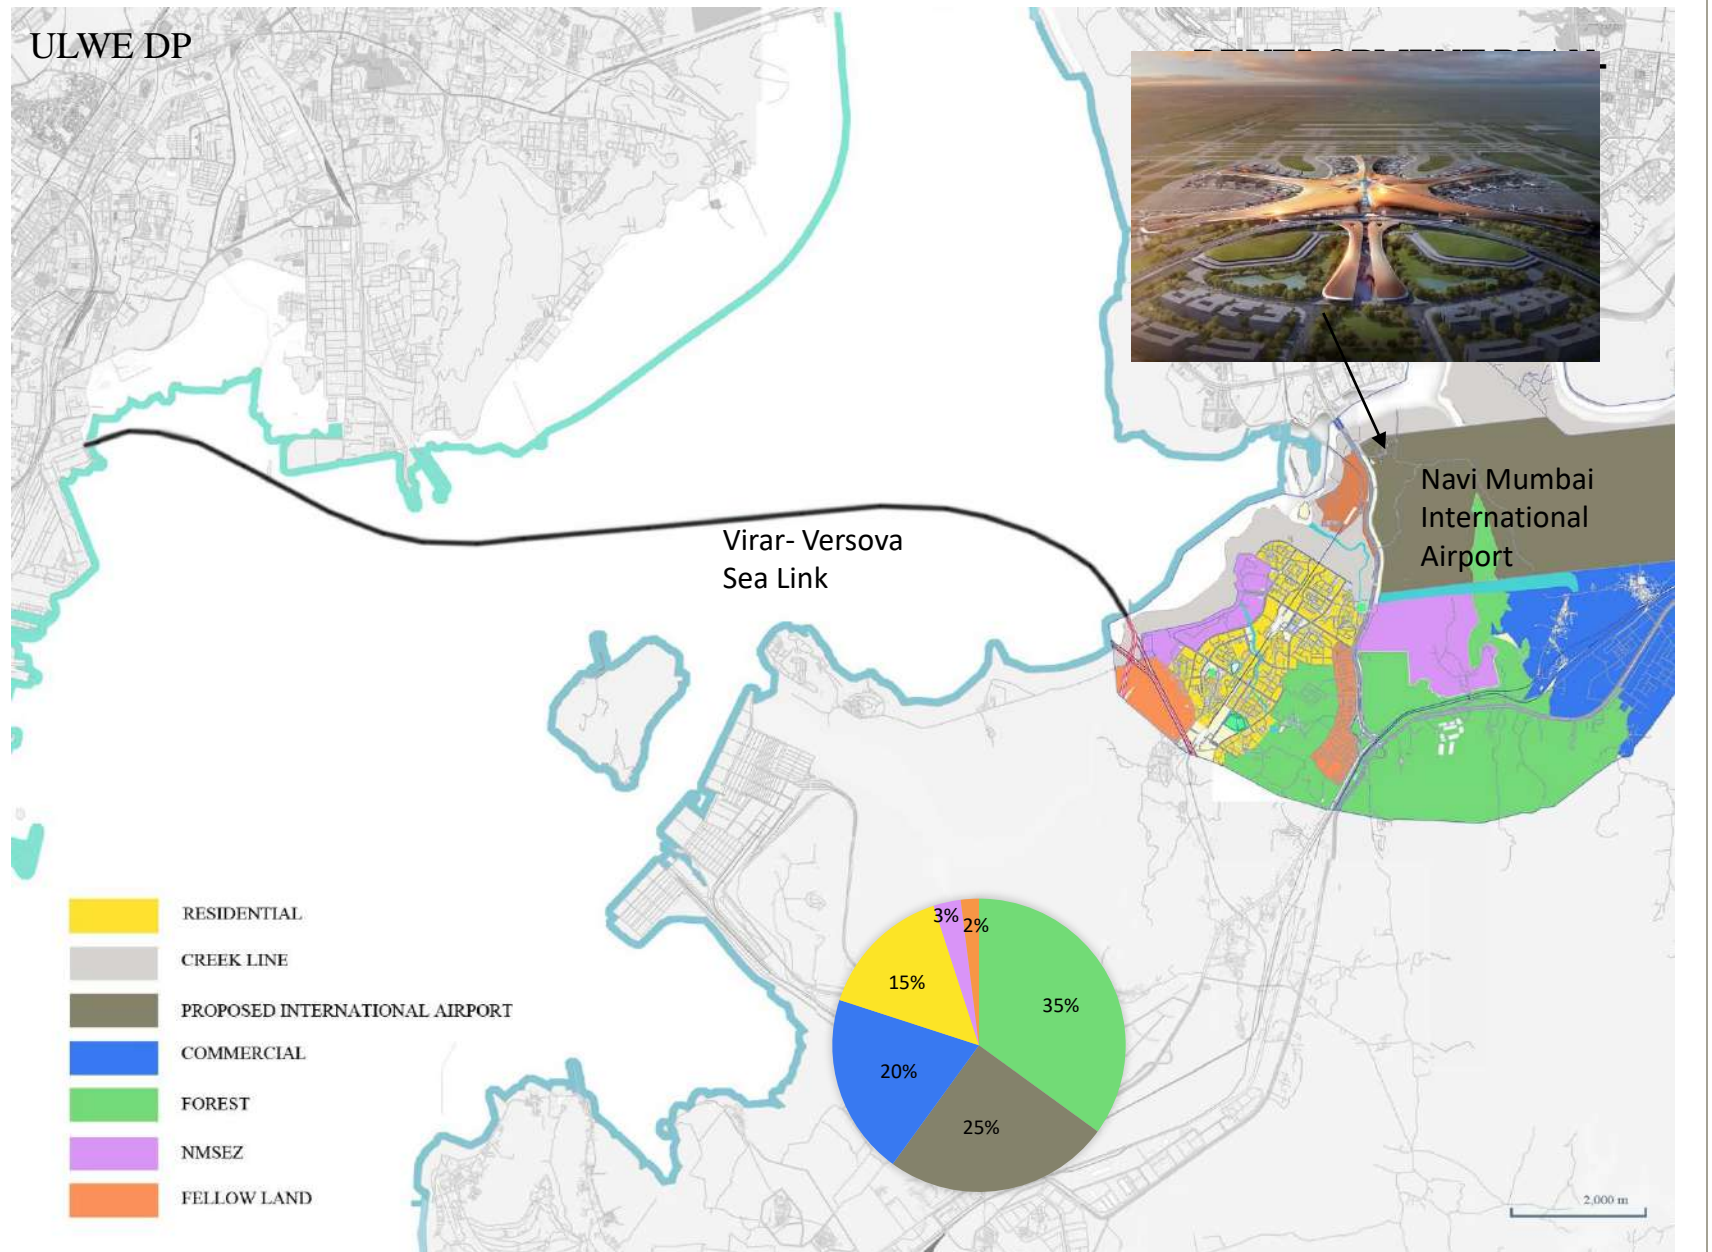 ULWE DP
Navi Mumbai
International
Airport
Virar- Versova
Sea Link
RESIDENTIAL
CREEK LINE
PROPOSED INTERNATIONAL AIRPORT
COMMERCIAL
FOREST
NMSEZ
FELLOW LAND
3%
2%
15%
35%
20%
25%
2,000 m